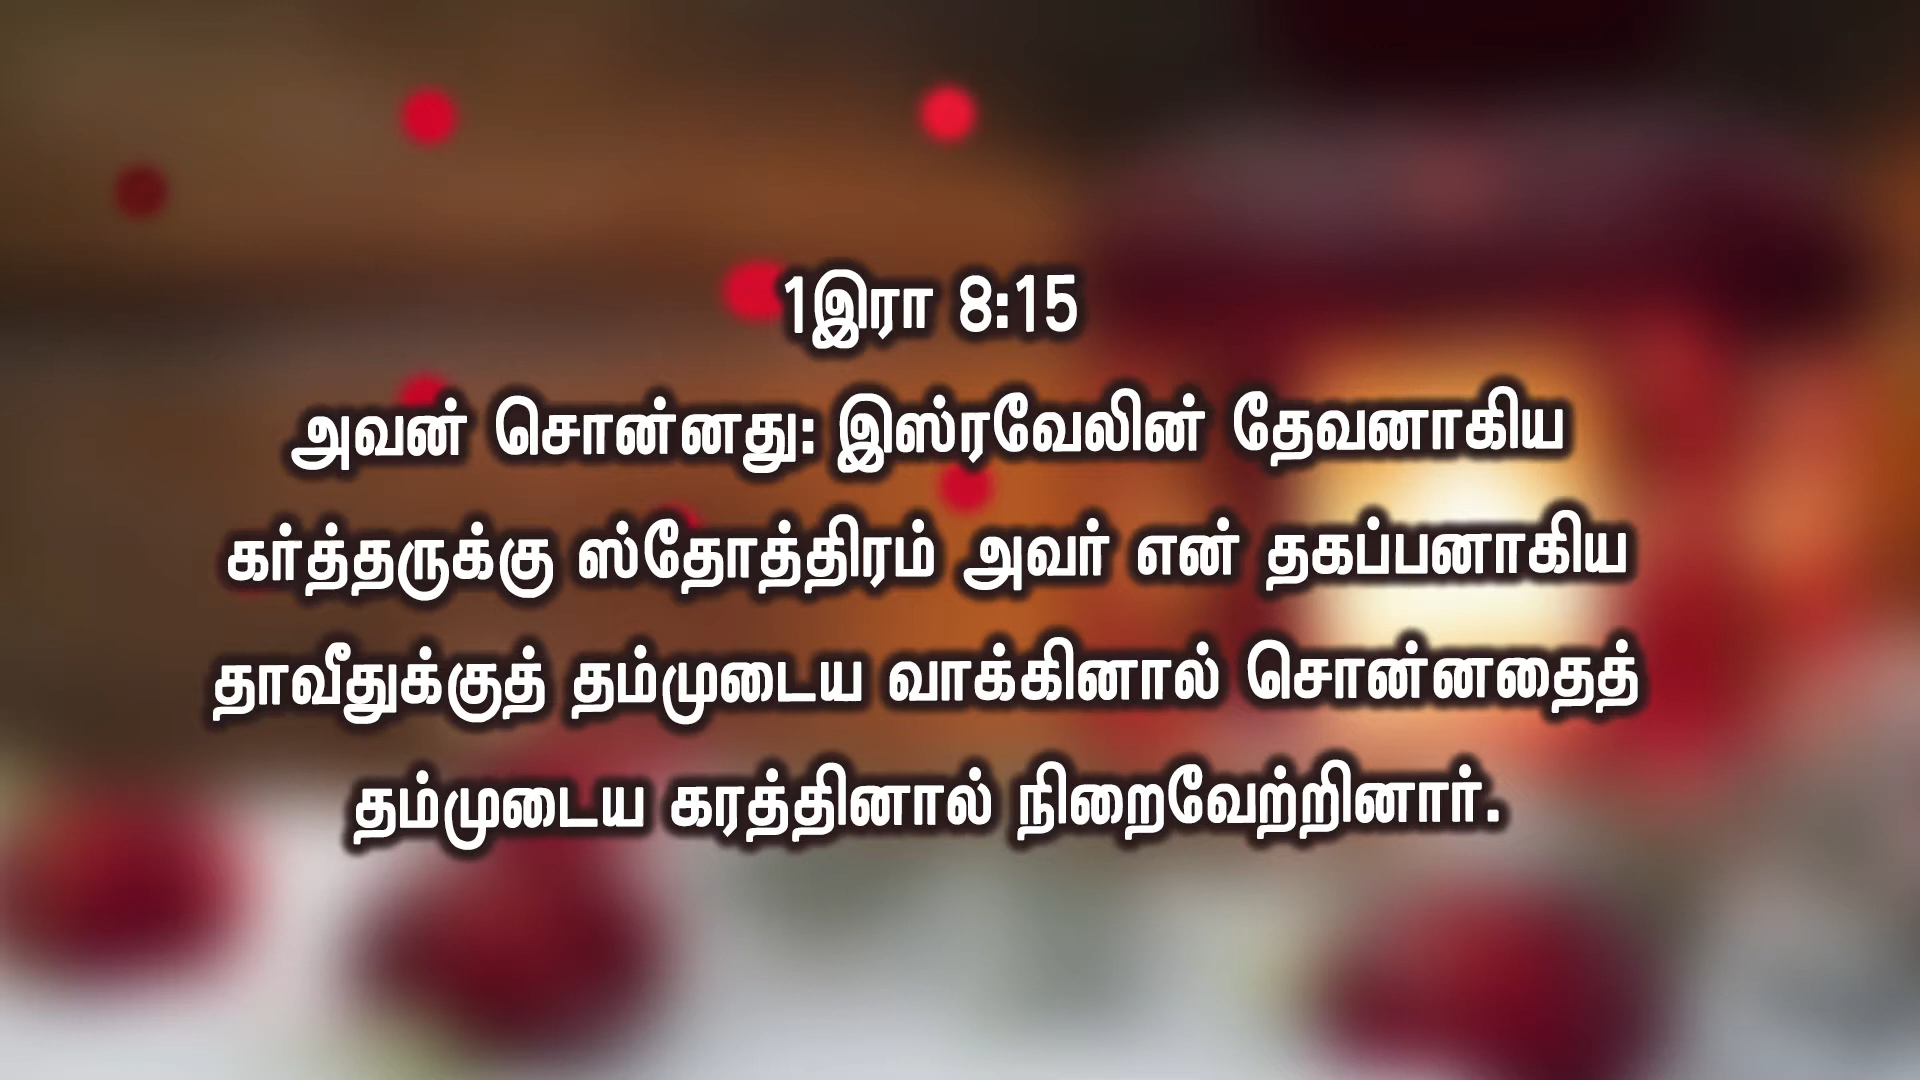 1இரா 8:15
அவன் சொன்னது: இஸ்ரவேலின் தேவனாகிய
கர்த்தருக்கு ஸ்தோத்திரம் அவர் என் தகப்பனாகிய
தாவீதுக்குத் தம்முடைய வாக்கினால் சொன்னதைத்
தம்முடைய கரத்தினால் நிறைவேற்றினார்.